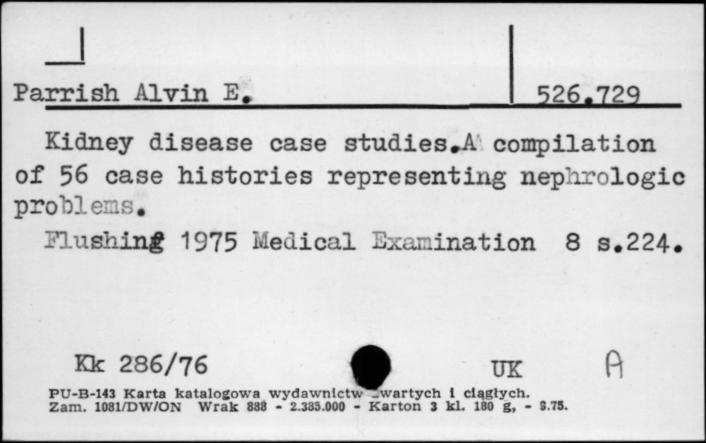 Parrish Alvin E. 526.729
Kidney disease case studies.A compilation
of 56 case histories representing nephrologic
problems.
Flushing 1975 Medical Examination 8 s.224.
Kk 286/76 UK A
PU-B-143 Karta katalogowa wydawnictw zwartych i ciągłych.
Zam. 1081/DW/ON Wrak 888 - 2.385.000 - Karton 3 kl. 180 g, - 8.75.